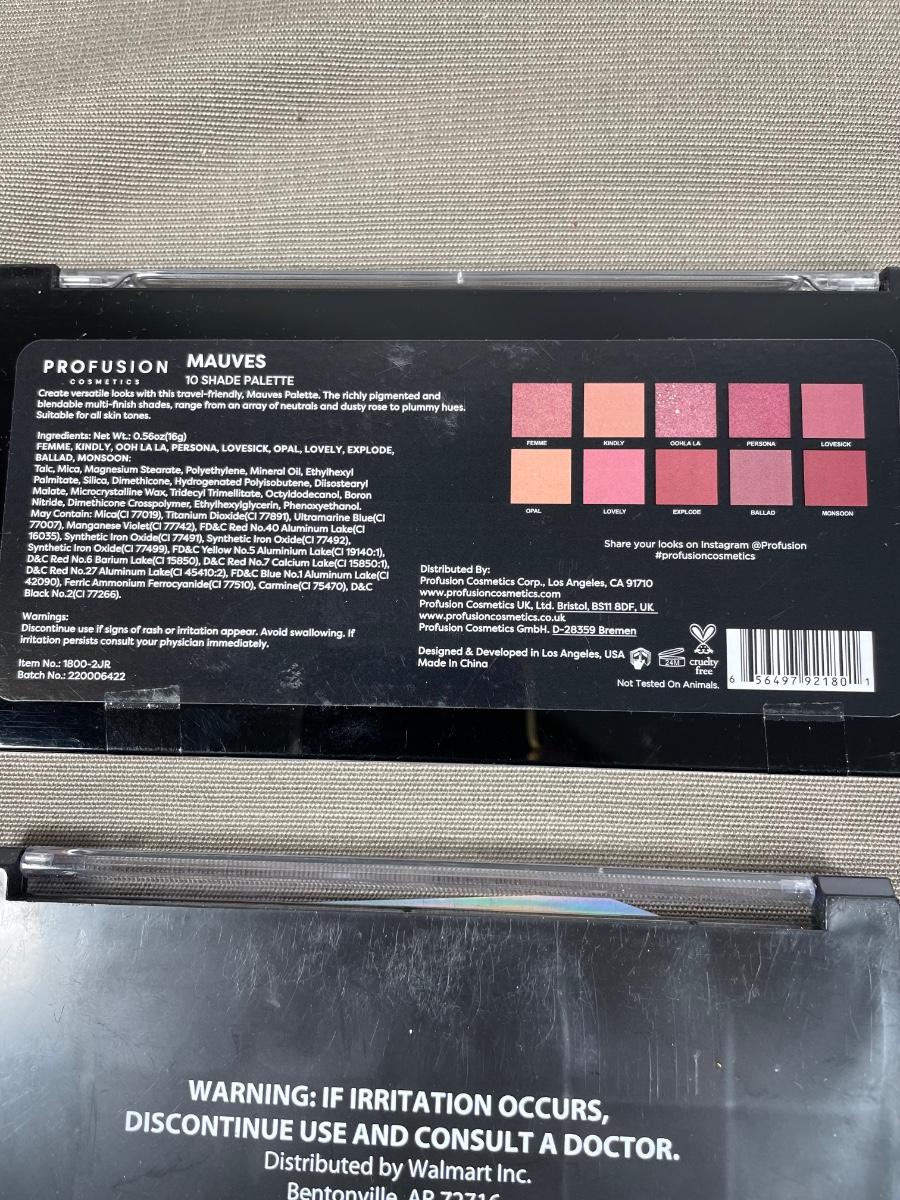 PROFUSION
COSMETICS
MAUVES
10 SHADE PALETTE
Create versatile looks with this travel-friendly, Mauves Palette. The richly pigmented and
blendable multi-finish shades, range from an array of neutrals and dusty rose to plummy hues.
Suitable for all skin tones.
Ingredients: Net Wt.: 0.56oz(16g)
FEMME, KINDLY, OOH LA LA, PERSONA, LOVESICK, OPAL, LOVELY, EXPLODE,
BALLAD, MONSOON:
Talc, Mica, Magnesium Stearate, Polyethylene, Mineral Oil, Ethylhexyl
Palmitate, Silica, Dimethicone, Hydrogenated Polyisobutene, Diisostearyl
Malate, Microcrystalline Wax, Tridecyl Trimellitate, Octyldodecanol, Boron
Nitride, Dimethicone Crosspolymer, Ethylhexylglycerin, Phenoxyethanol.
May Contain: Mica(CI 77019), Titanium Dioxide(CI 77891), Ultramarine Blue(CI
77007), Manganese Violet(CI 77742), FD&C Red No.40 Aluminum Lake(CI
16035), Synthetic Iron Oxide(CI 77491), Synthetic Iron Oxide(CI 77492),
Synthetic Iron Oxide(CI 77499), FD&C Yellow No.5 Aluminium Lake(CI 19140:1),
D&C Red No.6 Barium Lake(CI 15850), D&C Red No.7 Calcium Lake(CI 15850:1),
D&C Red No.27 Aluminum Lake(CI 45410:2), FD&C Blue No.1 Aluminum Lake(CI
42090), Ferric Ammonium Ferrocyanide(CI 77510), Carmine(CI 75470), D&C
Black No.2(CI 77266).
Warnings:
Discontinue use if signs of rash or irritation appear. Avoid swallowing. If
irritation persists consult your physician immediately.
Item No.: 1800-2JR
Batch No.: 220006422
FEMME KINDLY OOHLA LA PERSONA LOVESICK
OPAL LOVELY EXPLODE BALLAD MONSOON
Share your looks on Instagram @Profusion
#profusioncosmetics
Distributed By:
Profusion Cosmetics Corp., Los Angeles, CA 91710
www.profusioncosmetics.com
Profusion Cosmetics UK, Ltd. Bristol, BS11 8DF, UK
www.profusioncosmetics.co.uk
Profusion Cosmetics GmbH. D-28359 Bremen
Designed & Developed in Los Angeles, USA
Made In China
24M
cruelty
free
Not Tested On Animals.
6 56497 92180 1
WARNING: IF IRRITATION OCCURS,
DISCONTINUE USE AND CONSULT A DOCTOR.
Distributed by Walmart Inc.
Bentonville, AR 72716